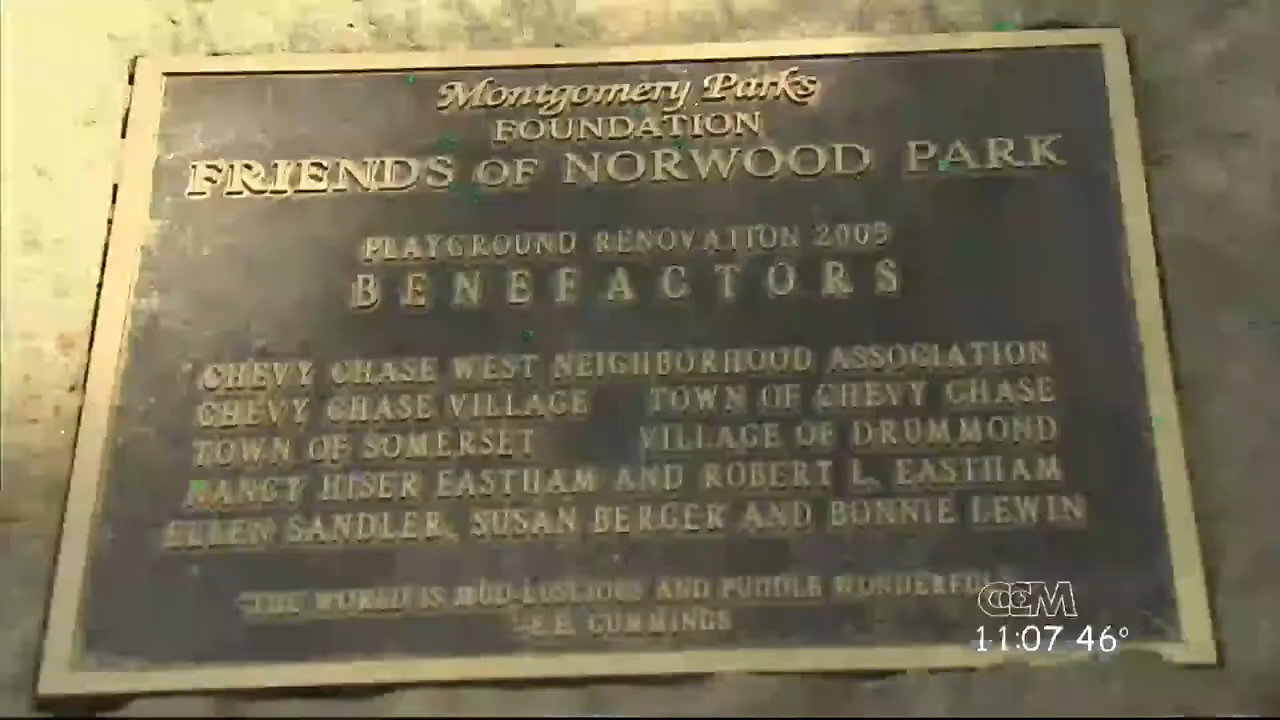 Montgomery Parks
FOUNDATION
FRIENDS OF NORWOOD PARK
PLAYGROUND RENOVATION 2005
BENEFACTORS
CHEVY CHASE WEST NEIGHBORHOOD ASSOCIATION
CHEVY CHASE VILLAGE TOWN OF CHEVY CHASE
TOWN OF SOMERSET VILLAGE OF DRUMMOND
NANCY HISER EASTHAM AND ROBERT L. EASTHAM
ELLEN SANDLER, SUSAN BERGER AND BONNIE LEWIN
"THE WORLD IS MUD-LUSCIOUS AND PUDDLE WONDERFUL"
-E.E. CUMMINGS
11:07 46°